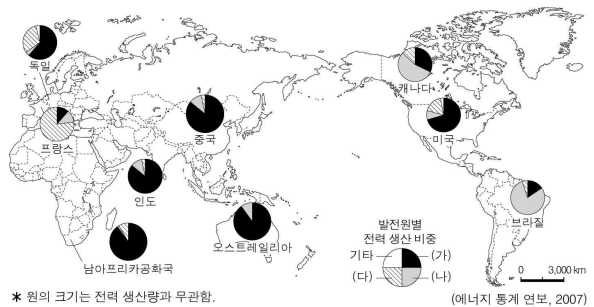 독일
캐나다
프랑스
중국
미국
인도
브라질
오스트레일리아
남아프리카공화국
발전원별
전력 생산 비중
기타
(가)
(다)
(나)
0 3,000 km
* 원의 크기는 전력 생산량과 무관함.
(에너지 통계 연보, 2007)